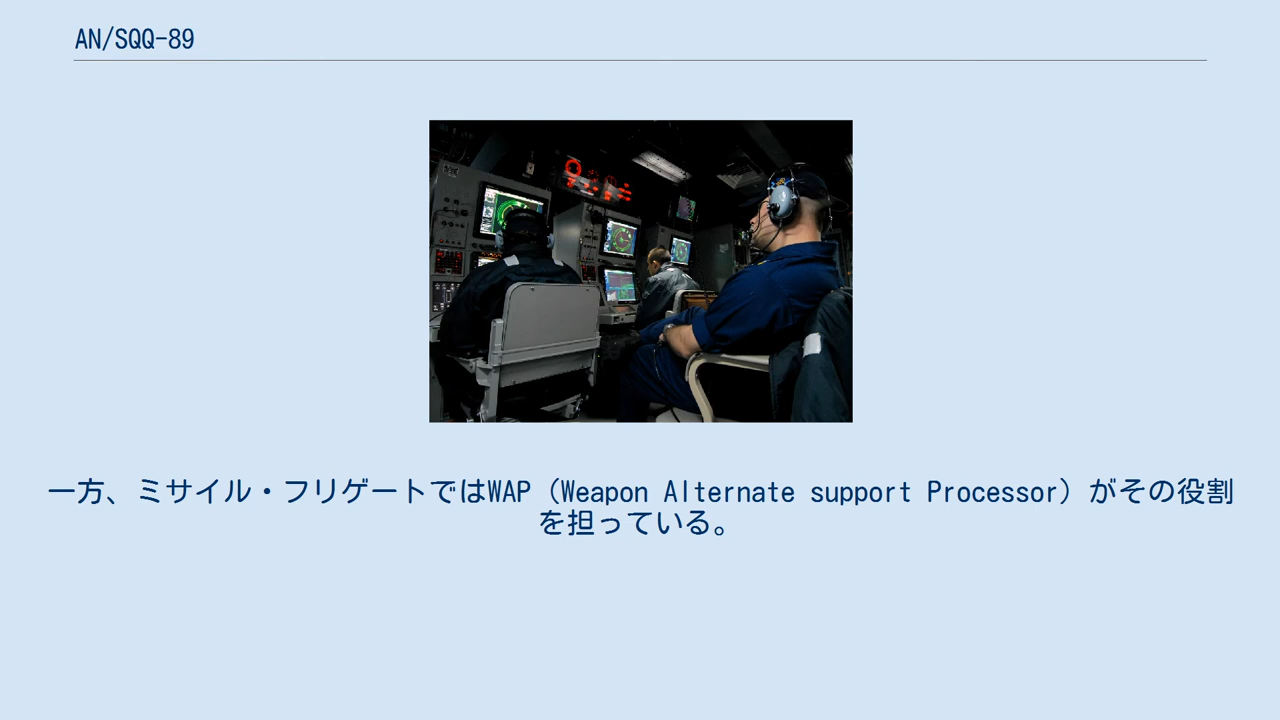 AN/SQQ-89
一方、ミサイル・フリゲートではWAP（Weapon Alternate support Processor）がその役割
を担っている。